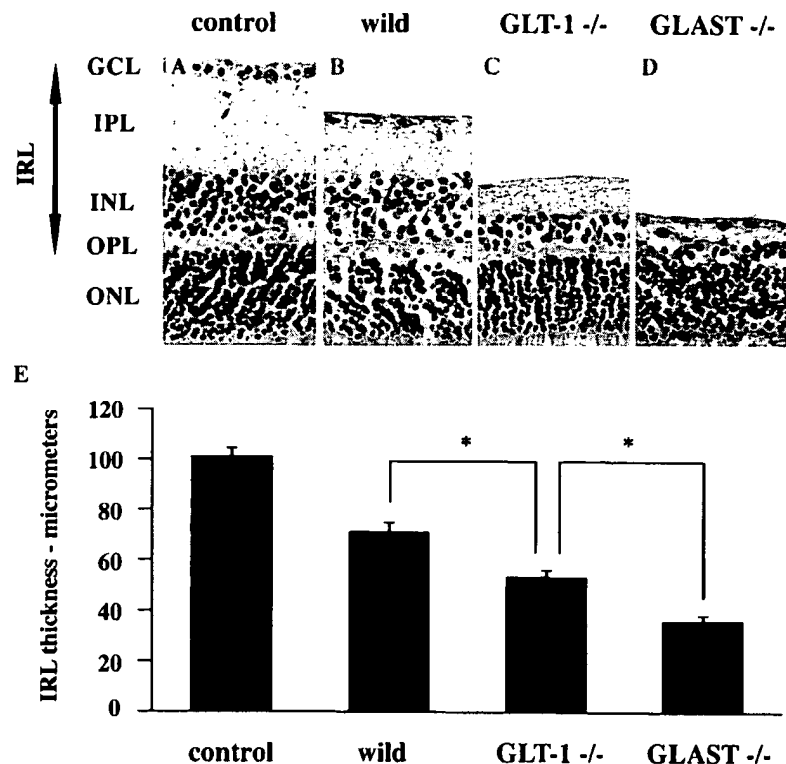 control wild GLT-1 -/- GLAST -/-
GCL A B C D
IPL
IRL
INL
OPL
ONL
E
IRL thickness - micrometers
120
100
80
60
40
20
0
* *
control wild GLT-1 -/- GLAST -/-